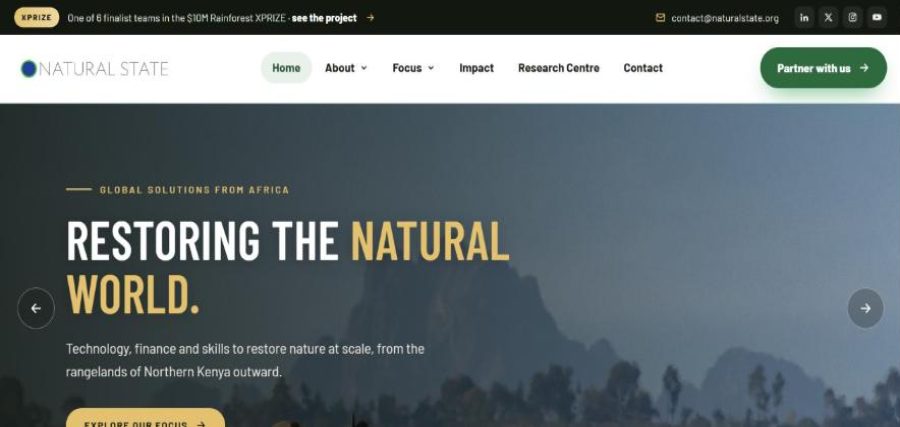 XPRIZE One of 6 finalist teams in the $10M Rainforest XPRIZE · see the project →
contact@naturalstate.org
NATURAL STATE
Home About Focus Impact Research Centre Contact
Partner with us →
GLOBAL SOLUTIONS FROM AFRICA
RESTORING THE NATURAL
WORLD.
Technology, finance and skills to restore nature at scale, from the
rangelands of Northern Kenya outward.
EXPLORE OUR FOCUS →